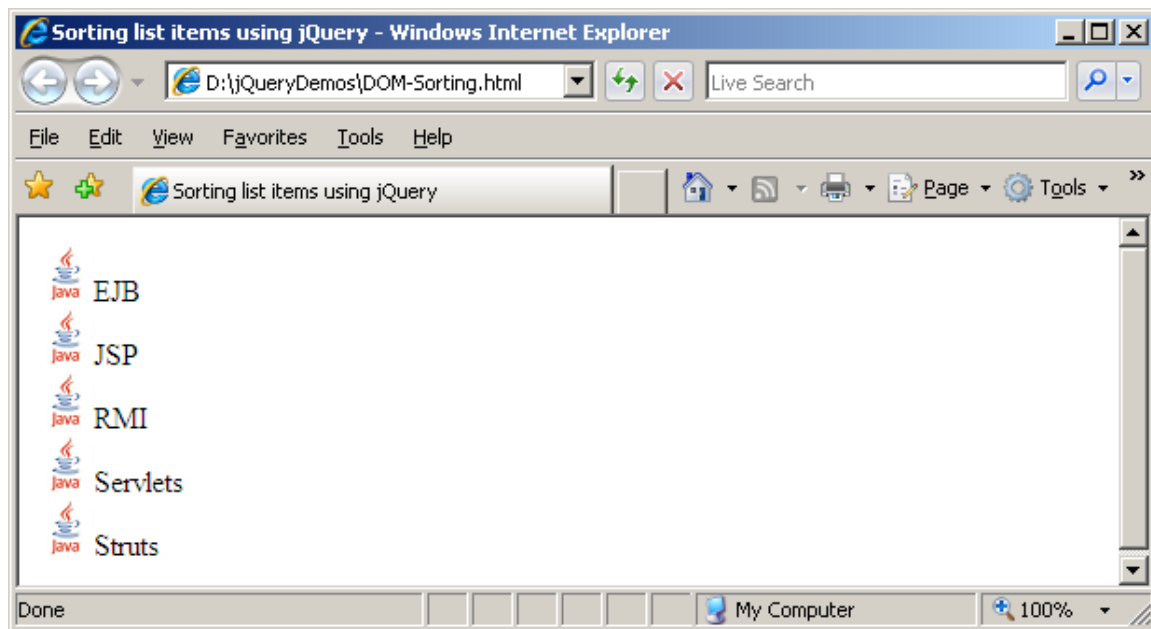 Sorting list items using jQuery - Windows Internet Explorer
D:\jQueryDemos\DOM-Sorting.html
Live Search
File Edit View Favorites Tools Help
Sorting list items using jQuery
Page Tools »
Java EJB
Java JSP
Java RMI
Java Servlets
Java Struts
Done My Computer 100%